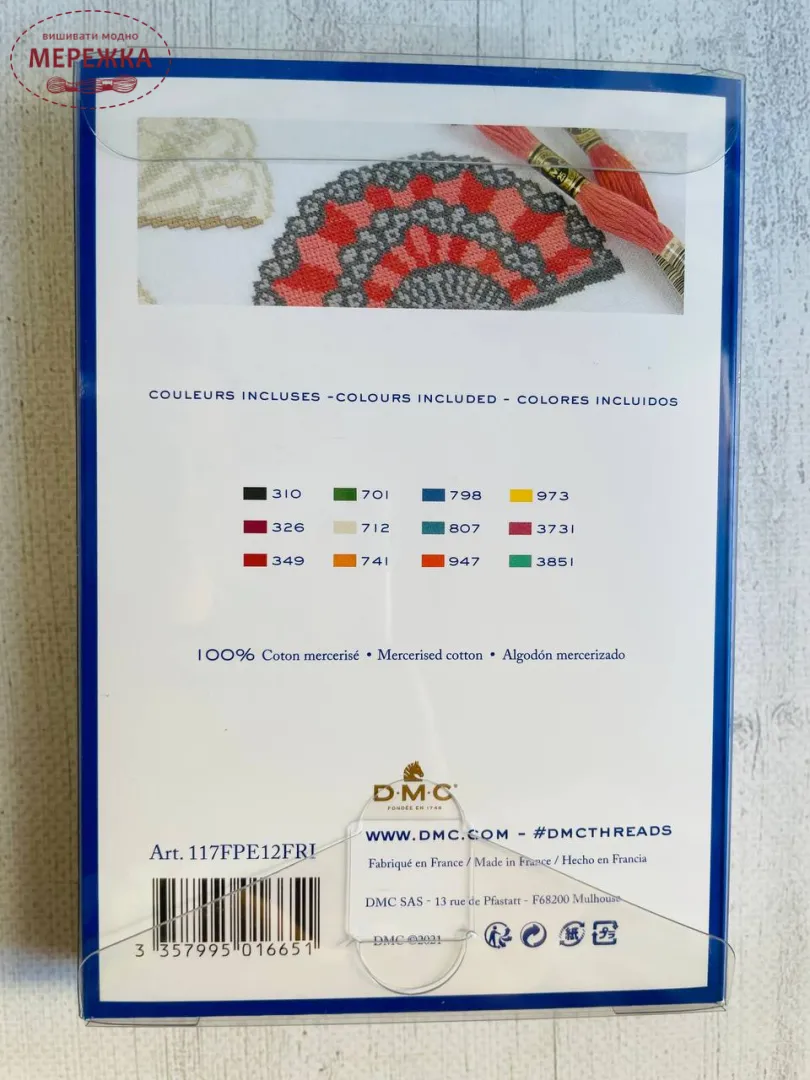 ВИШИВАТИ МОДНО
МЕРЕЖКА
COULEURS INCLUSES -COLOURS INCLUDED - COLORES INCLUIDOS
310 701 798 973
326 712 807 3731
349 741 947 3851
100% Coton mercerisé • Mercerised cotton • Algodón mercerizado
D·M·C
FONDÉE EN 1746
WWW.DMC.COM - #DMCTHREADS
Art. 117FPE12FRI
Fabriqué en France / Made in France / Hecho en Francia
DMC SAS - 13 rue de Pfastatt - F68200 Mulhouse
DMC ©2021
紙 プラ
3 357995 016651